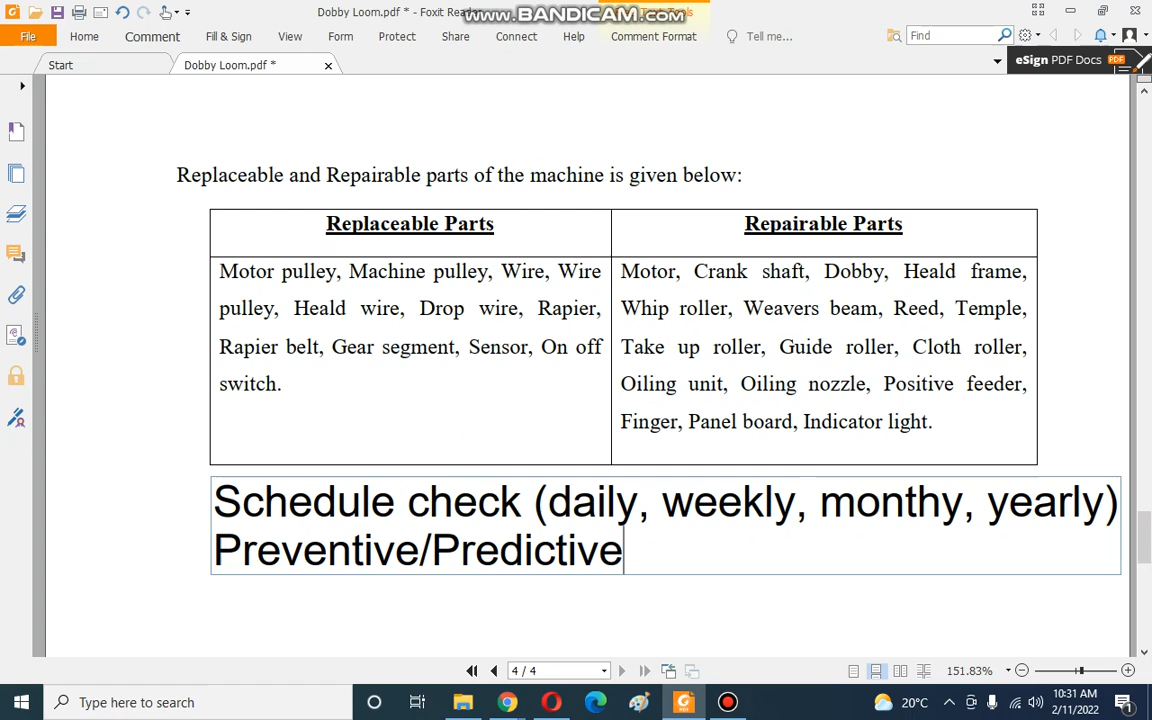 Dobby Loom.pdf * - Foxit Reader
www.BANDICAM.com
File Home Comment Fill & Sign View Form Protect Share Connect Help Comment Format Tell me... Find
Start Dobby Loom.pdf * eSign PDF Docs PDF
Replaceable and Repairable parts of the machine is given below:
Replaceable Parts
Motor pulley, Machine pulley, Wire, Wire
pulley, Heald wire, Drop wire, Rapier,
Rapier belt, Gear segment, Sensor, On off
switch.
Repairable Parts
Motor, Crank shaft, Dobby, Heald frame,
Whip roller, Weavers beam, Reed, Temple,
Take up roller, Guide roller, Cloth roller,
Oiling unit, Oiling nozzle, Positive feeder,
Finger, Panel board, Indicator light.
Schedule check (daily, weekly, monthy, yearly)
Preventive/Predictive
4 / 4 151.83%
Type here to search 20°C 10:31 AM
2/11/2022 1